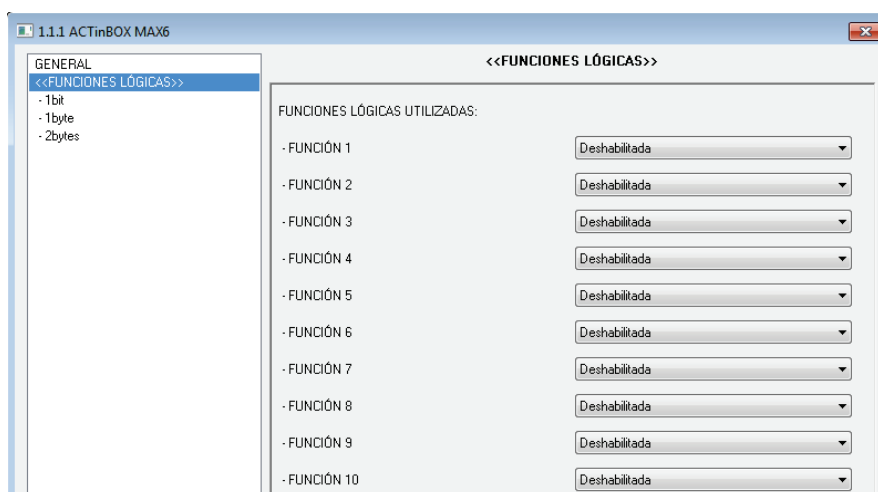 1.1.1 ACTinBOX MAX6
GENERAL
<<FUNCIONES LÓGICAS>>
- 1bit
- 1byte
- 2bytes
<<FUNCIONES LÓGICAS>>
FUNCIONES LÓGICAS UTILIZADAS:
- FUNCIÓN 1 Deshabilitada
- FUNCIÓN 2 Deshabilitada
- FUNCIÓN 3 Deshabilitada
- FUNCIÓN 4 Deshabilitada
- FUNCIÓN 5 Deshabilitada
- FUNCIÓN 6 Deshabilitada
- FUNCIÓN 7 Deshabilitada
- FUNCIÓN 8 Deshabilitada
- FUNCIÓN 9 Deshabilitada
- FUNCIÓN 10 Deshabilitada